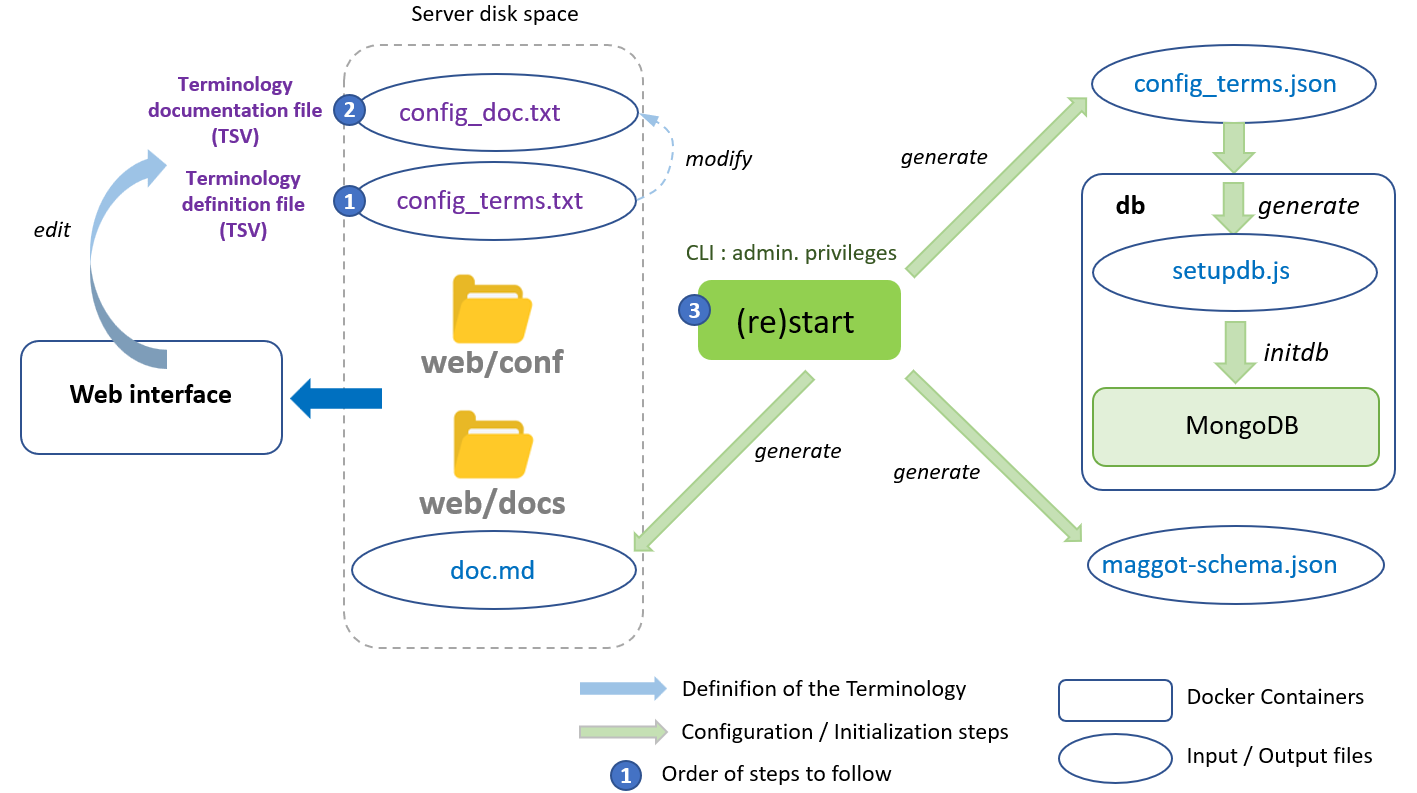 Server disk space
Terminology
documentation file
(TSV)
2
config_doc.txt
modify
Terminology
definition file
(TSV)
1
config_terms.txt
edit
web/conf
Web interface
web/docs
doc.md
CLI : admin. privileges
3
(re)start
generate
generate
generate
config_terms.json
db
generate
setupdb.js
initdb
MongoDB
maggot-schema.json
Definifion of the Terminology
Configuration / Initialization steps
1
Order of steps to follow
Docker Containers
Input / Output files